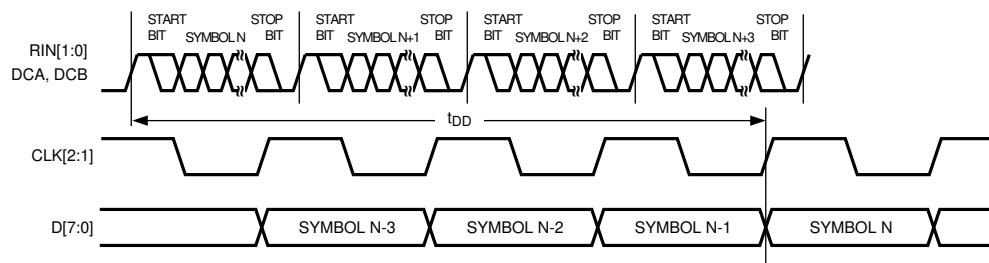 START STOP START STOP START STOP START STOP
RIN[1:0] BIT SYMBOL N BIT BIT SYMBOL N+1 BIT BIT SYMBOL N+2 BIT BIT SYMBOL N+3 BIT
DCA, DCB
tDD
CLK[2:1]
D[7:0] SYMBOL N-3 SYMBOL N-2 SYMBOL N-1 SYMBOL N